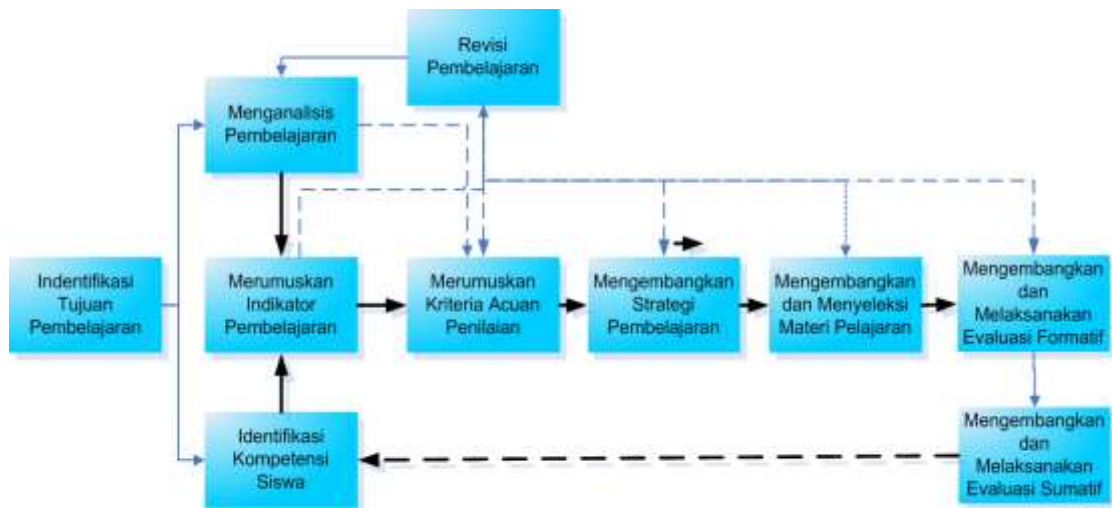 Revisi
Pembelajaran
Menganalisis
Pembelajaran
Indentifikasi
Tujuan
Pembelajaran
Merumuskan
Indikator
Pembelajaran
Merumuskan
Kriteria Acuan
Penilaian
Mengembangkan
Strategi
Pembelajaran
Mengembangkan
dan Menyeleksi
Materi Pelajaran
Mengembangkan
dan
Melaksanakan
Evaluasi Formatif
Identifikasi
Kompetensi
Siswa
Mengembangkan
dan
Melaksanakan
Evaluasi Sumatif